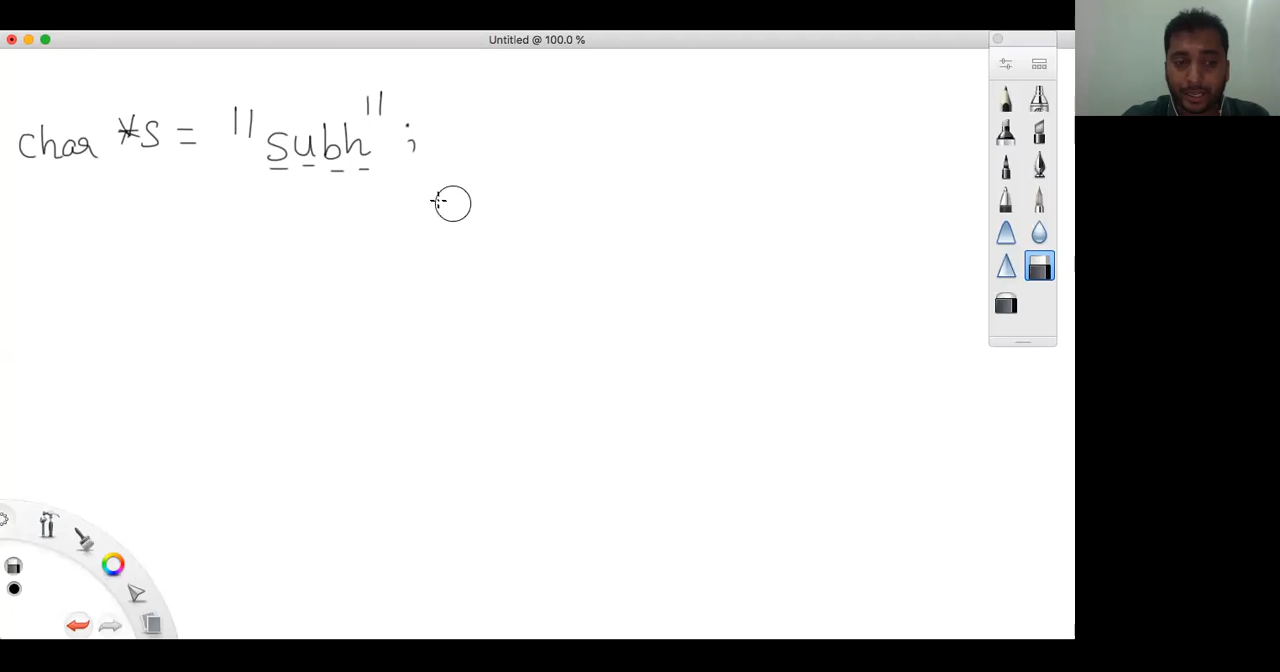 Untitled @ 100.0 %
char *s = "subh" ;